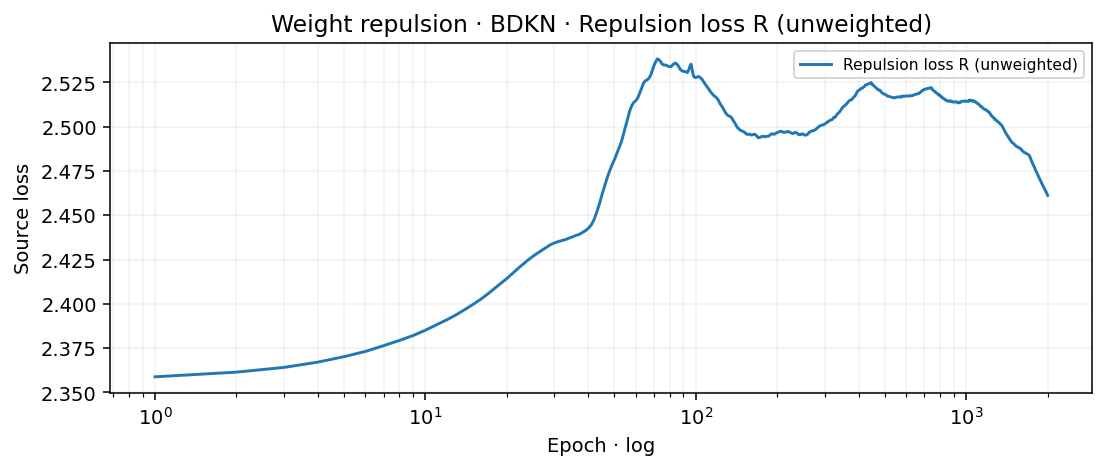 Weight repulsion · BDKN · Repulsion loss R (unweighted)
Repulsion loss R (unweighted)
Source loss
2.525
2.500
2.475
2.450
2.425
2.400
2.375
2.350
10⁰ 10¹ 10² 10³
Epoch · log